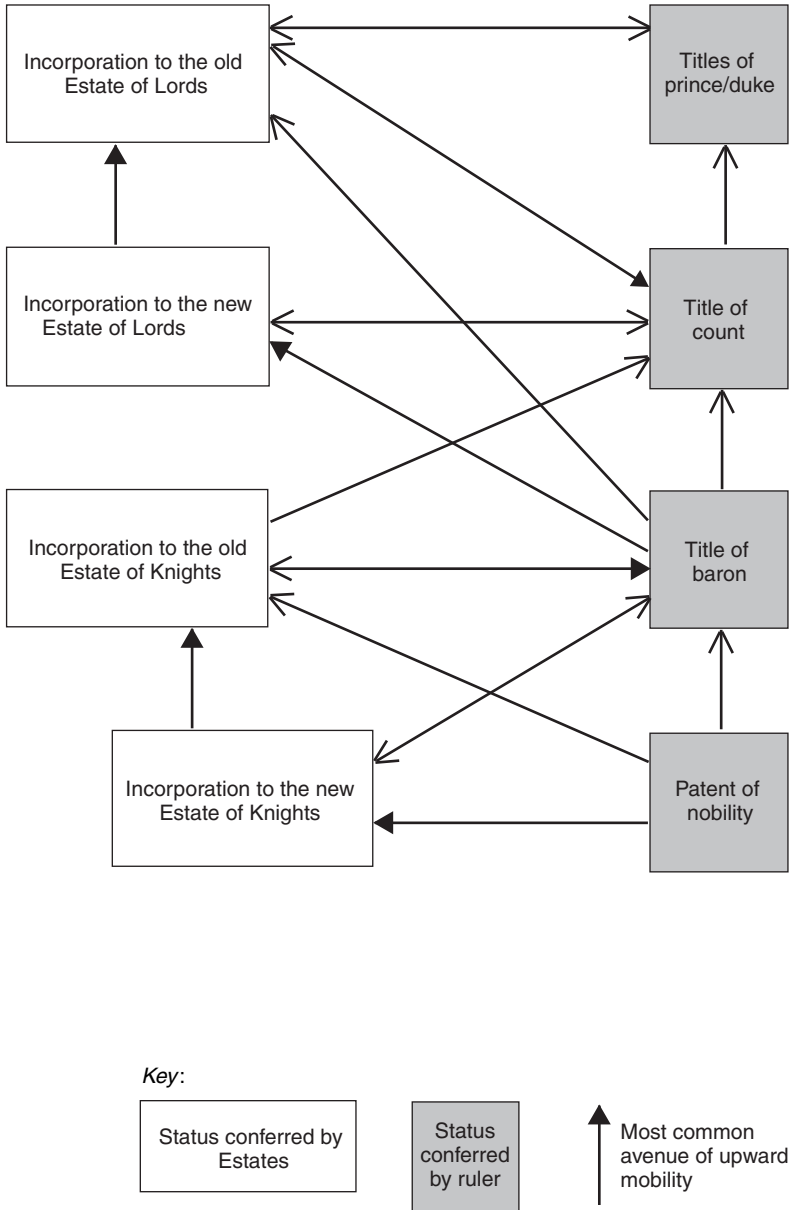 Incorporation to the old
Estate of Lords
Titles of
prince/duke
Incorporation to the new
Estate of Lords
Title of
count
Incorporation to the old
Estate of Knights
Title of
baron
Incorporation to the new
Estate of Knights
Patent of
nobility
Key:
Status conferred by
Estates
Status
conferred
by ruler
Most common
avenue of upward
mobility